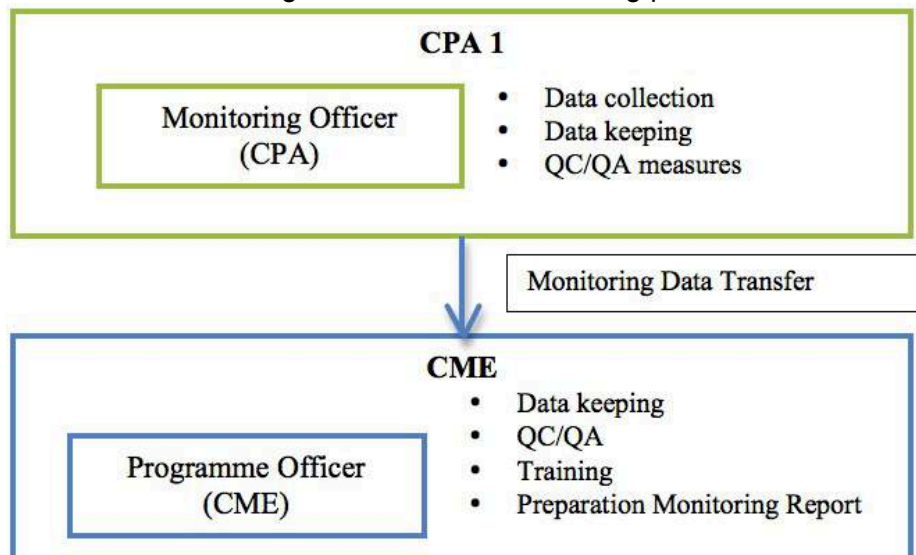 CPA 1
Monitoring Officer
(CPA)
• Data collection
• Data keeping
• QC/QA measures
Monitoring Data Transfer
CME
Programme Officer
(CME)
• Data keeping
• QC/QA
• Training
• Preparation Monitoring Report